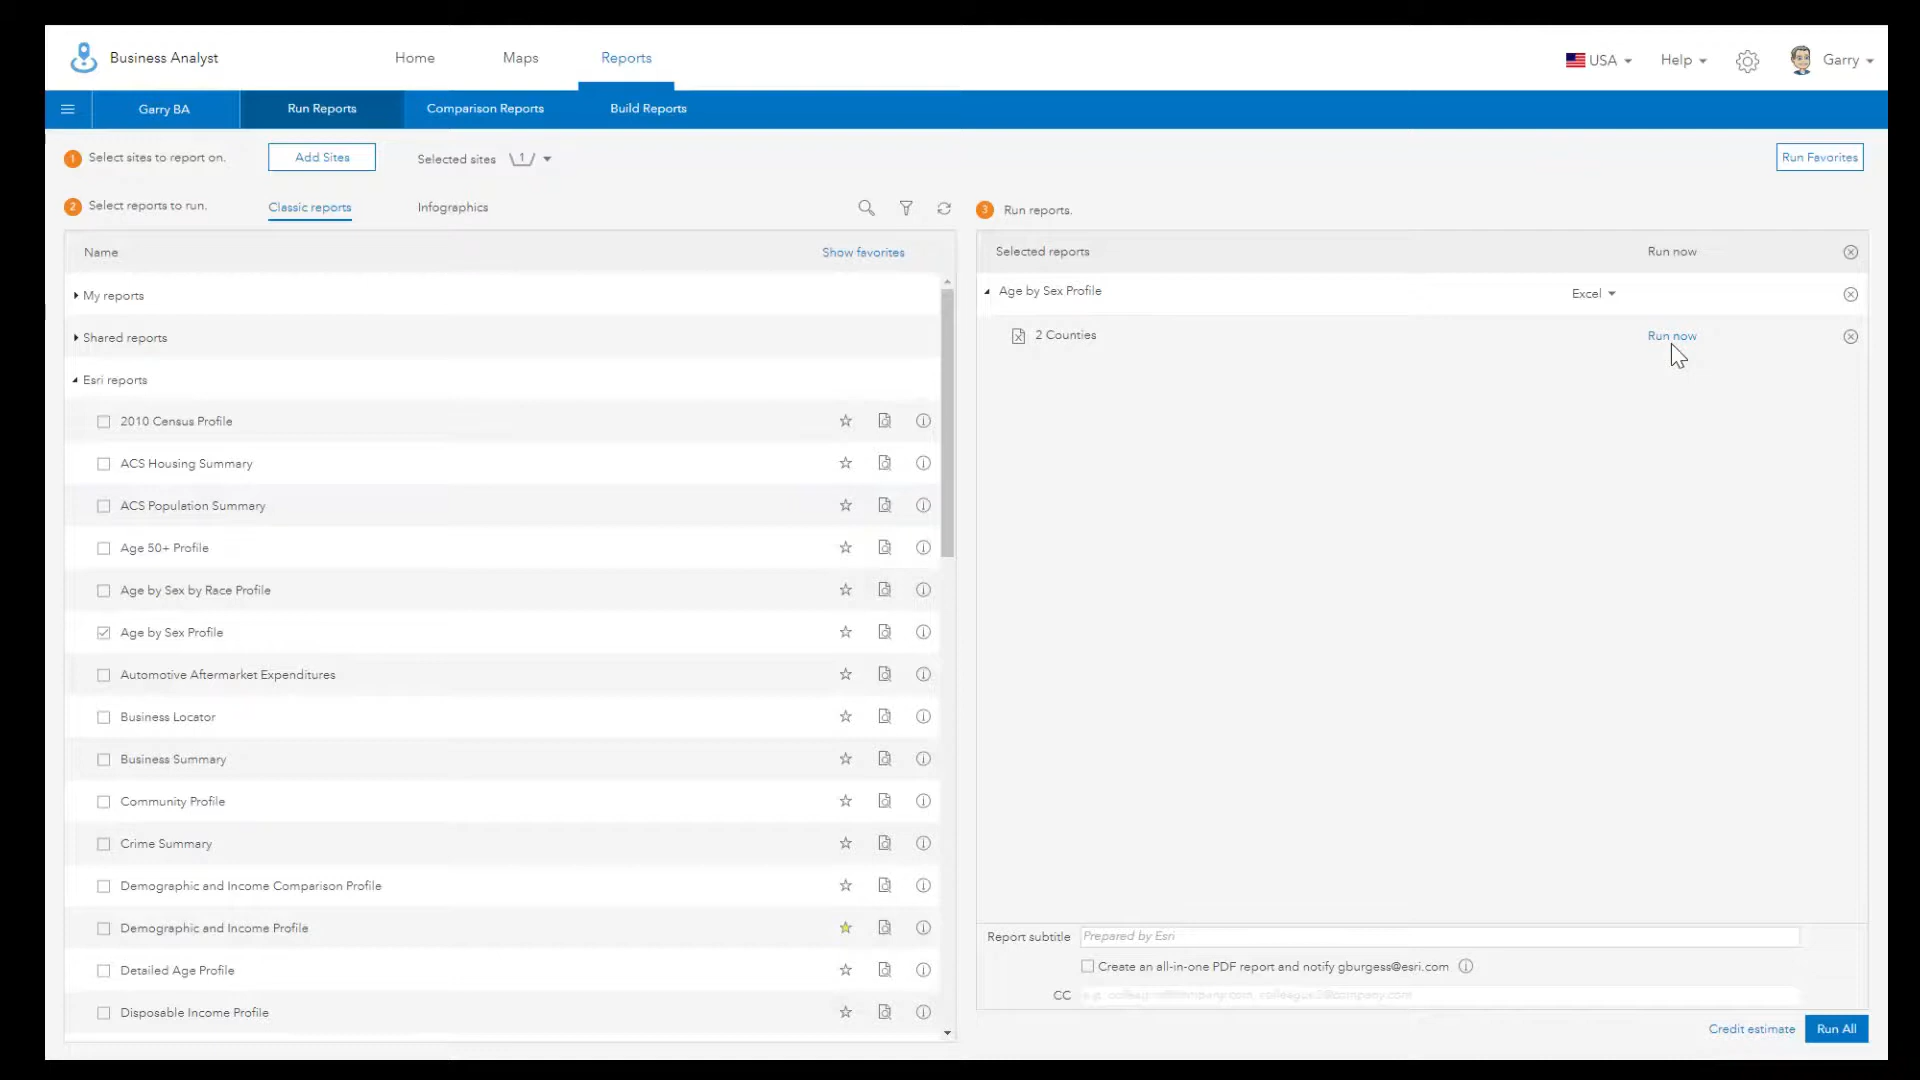 Business Analyst
Home
Maps
Reports
USA
Help
Garry
Garry BA
Run Reports
Comparison Reports
Build Reports
1 Select sites to report on.
Add Sites
Selected sites 1
Run Favorites
2 Select reports to run.
Classic reports
Infographics
3 Run reports.
Name
Show favorites
My reports
Shared reports
Esri reports
2010 Census Profile
ACS Housing Summary
ACS Population Summary
Age 50+ Profile
Age by Sex by Race Profile
Age by Sex Profile
Automotive Aftermarket Expenditures
Business Locator
Business Summary
Community Profile
Crime Summary
Demographic and Income Comparison Profile
Demographic and Income Profile
Detailed Age Profile
Disposable Income Profile
Selected reports
Run now
Age by Sex Profile
Excel
2 Counties
Run now
Report subtitle
Prepared by Esri
Create an all-in-one PDF report and notify gburgess@esri.com
CC
Credit estimate
Run All